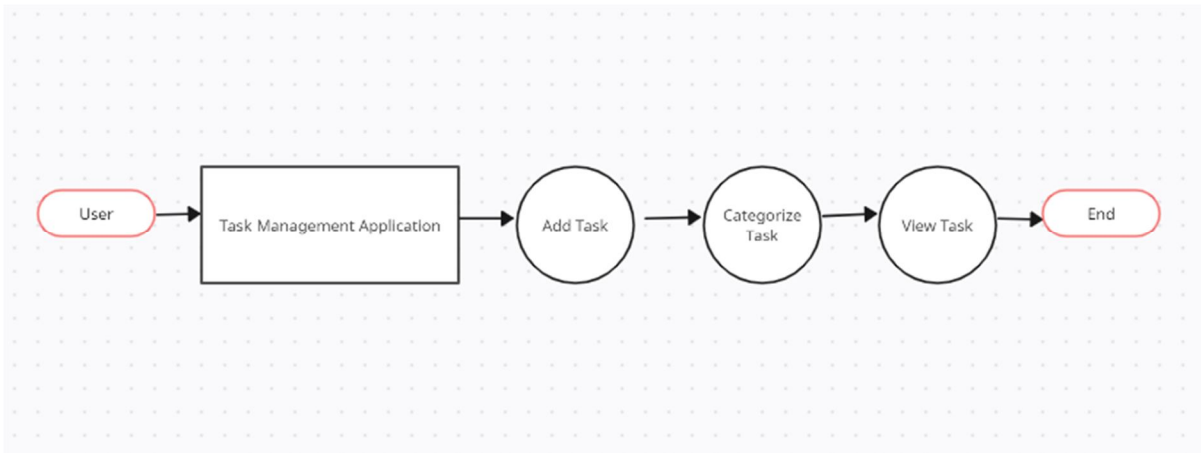 User
Task Management Application
Add Task
Categorize
Task
View Task
End